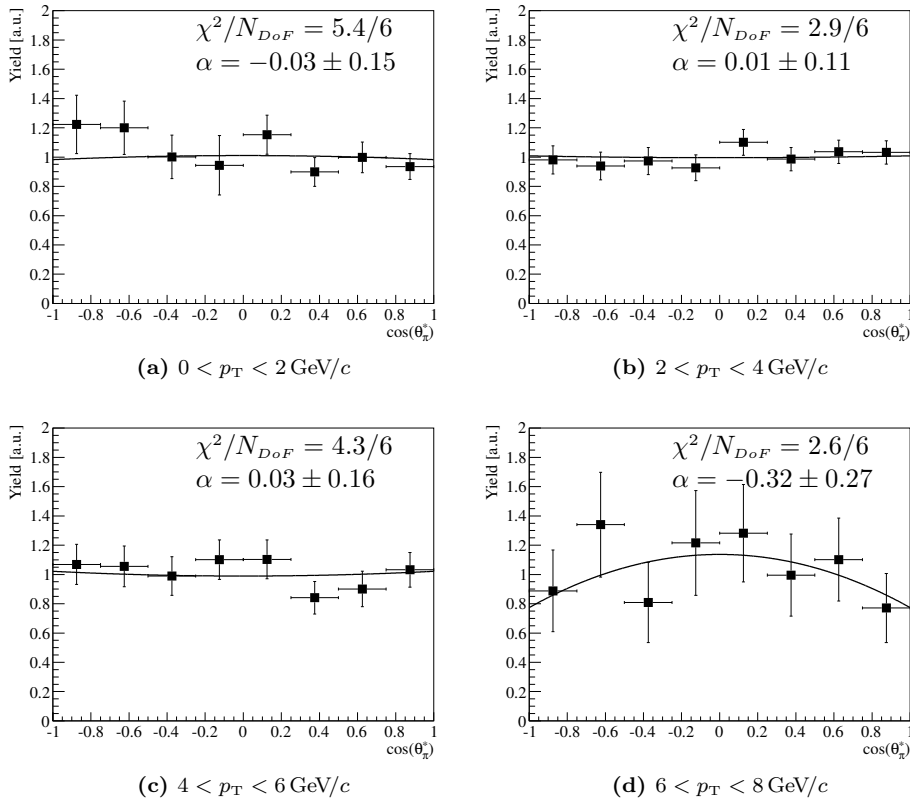 Yield [a.u.]
χ²/N_DoF = 5.4/6
α = −0.03 ± 0.15
2
1.8
1.6
1.4
1.2
1
0.8
0.6
0.4
0.2
0
-1 -0.8 -0.6 -0.4 -0.2 0 0.2 0.4 0.6 0.8 1
cos(θ*π)
(a) 0 < pT < 2 GeV/c
Yield [a.u.]
χ²/N_DoF = 2.9/6
α = 0.01 ± 0.11
2
1.8
1.6
1.4
1.2
1
0.8
0.6
0.4
0.2
0
-1 -0.8 -0.6 -0.4 -0.2 0 0.2 0.4 0.6 0.8 1
cos(θ*π)
(b) 2 < pT < 4 GeV/c
Yield [a.u.]
χ²/N_DoF = 4.3/6
α = 0.03 ± 0.16
2
1.8
1.6
1.4
1.2
1
0.8
0.6
0.4
0.2
0
-1 -0.8 -0.6 -0.4 -0.2 0 0.2 0.4 0.6 0.8 1
cos(θ*π)
(c) 4 < pT < 6 GeV/c
Yield [a.u.]
χ²/N_DoF = 2.6/6
α = −0.32 ± 0.27
2
1.8
1.6
1.4
1.2
1
0.8
0.6
0.4
0.2
0
-1 -0.8 -0.6 -0.4 -0.2 0 0.2 0.4 0.6 0.8 1
cos(θ*π)
(d) 6 < pT < 8 GeV/c